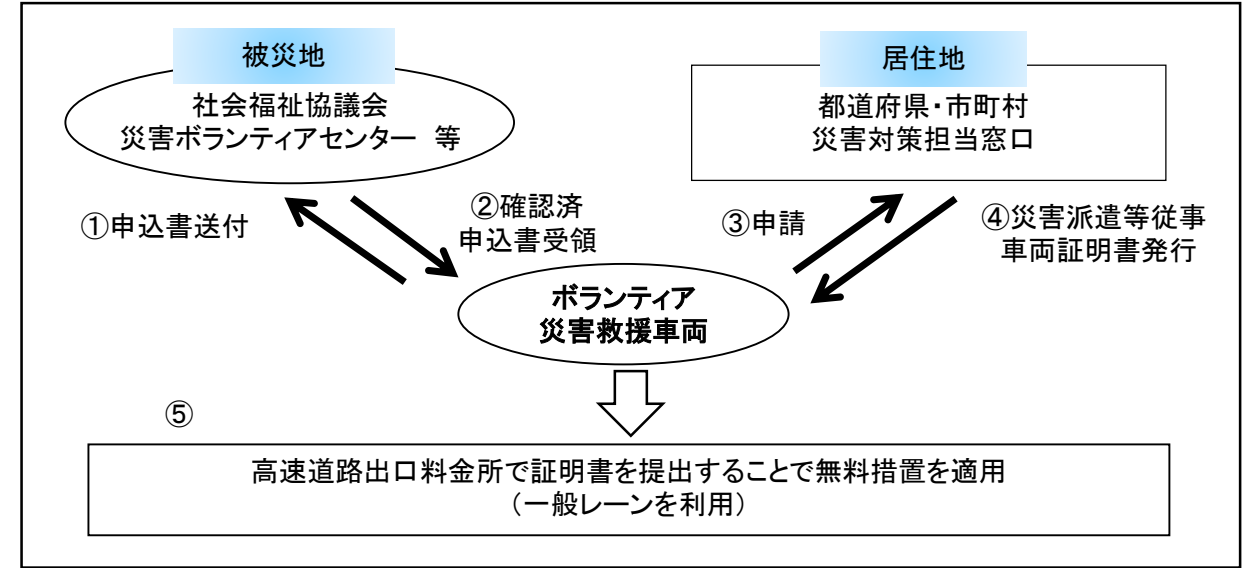 被災地
社会福祉協議会
災害ボランティアセンター 等
居住地
都道府県・市町村
災害対策担当窓口
①申込書送付
②確認済
申込書受領
③申請
④災害派遣等従事
車両証明書発行
ボランティア
災害救援車両
⑤
高速道路出口料金所で証明書を提出することで無料措置を適用
（一般レーンを利用）